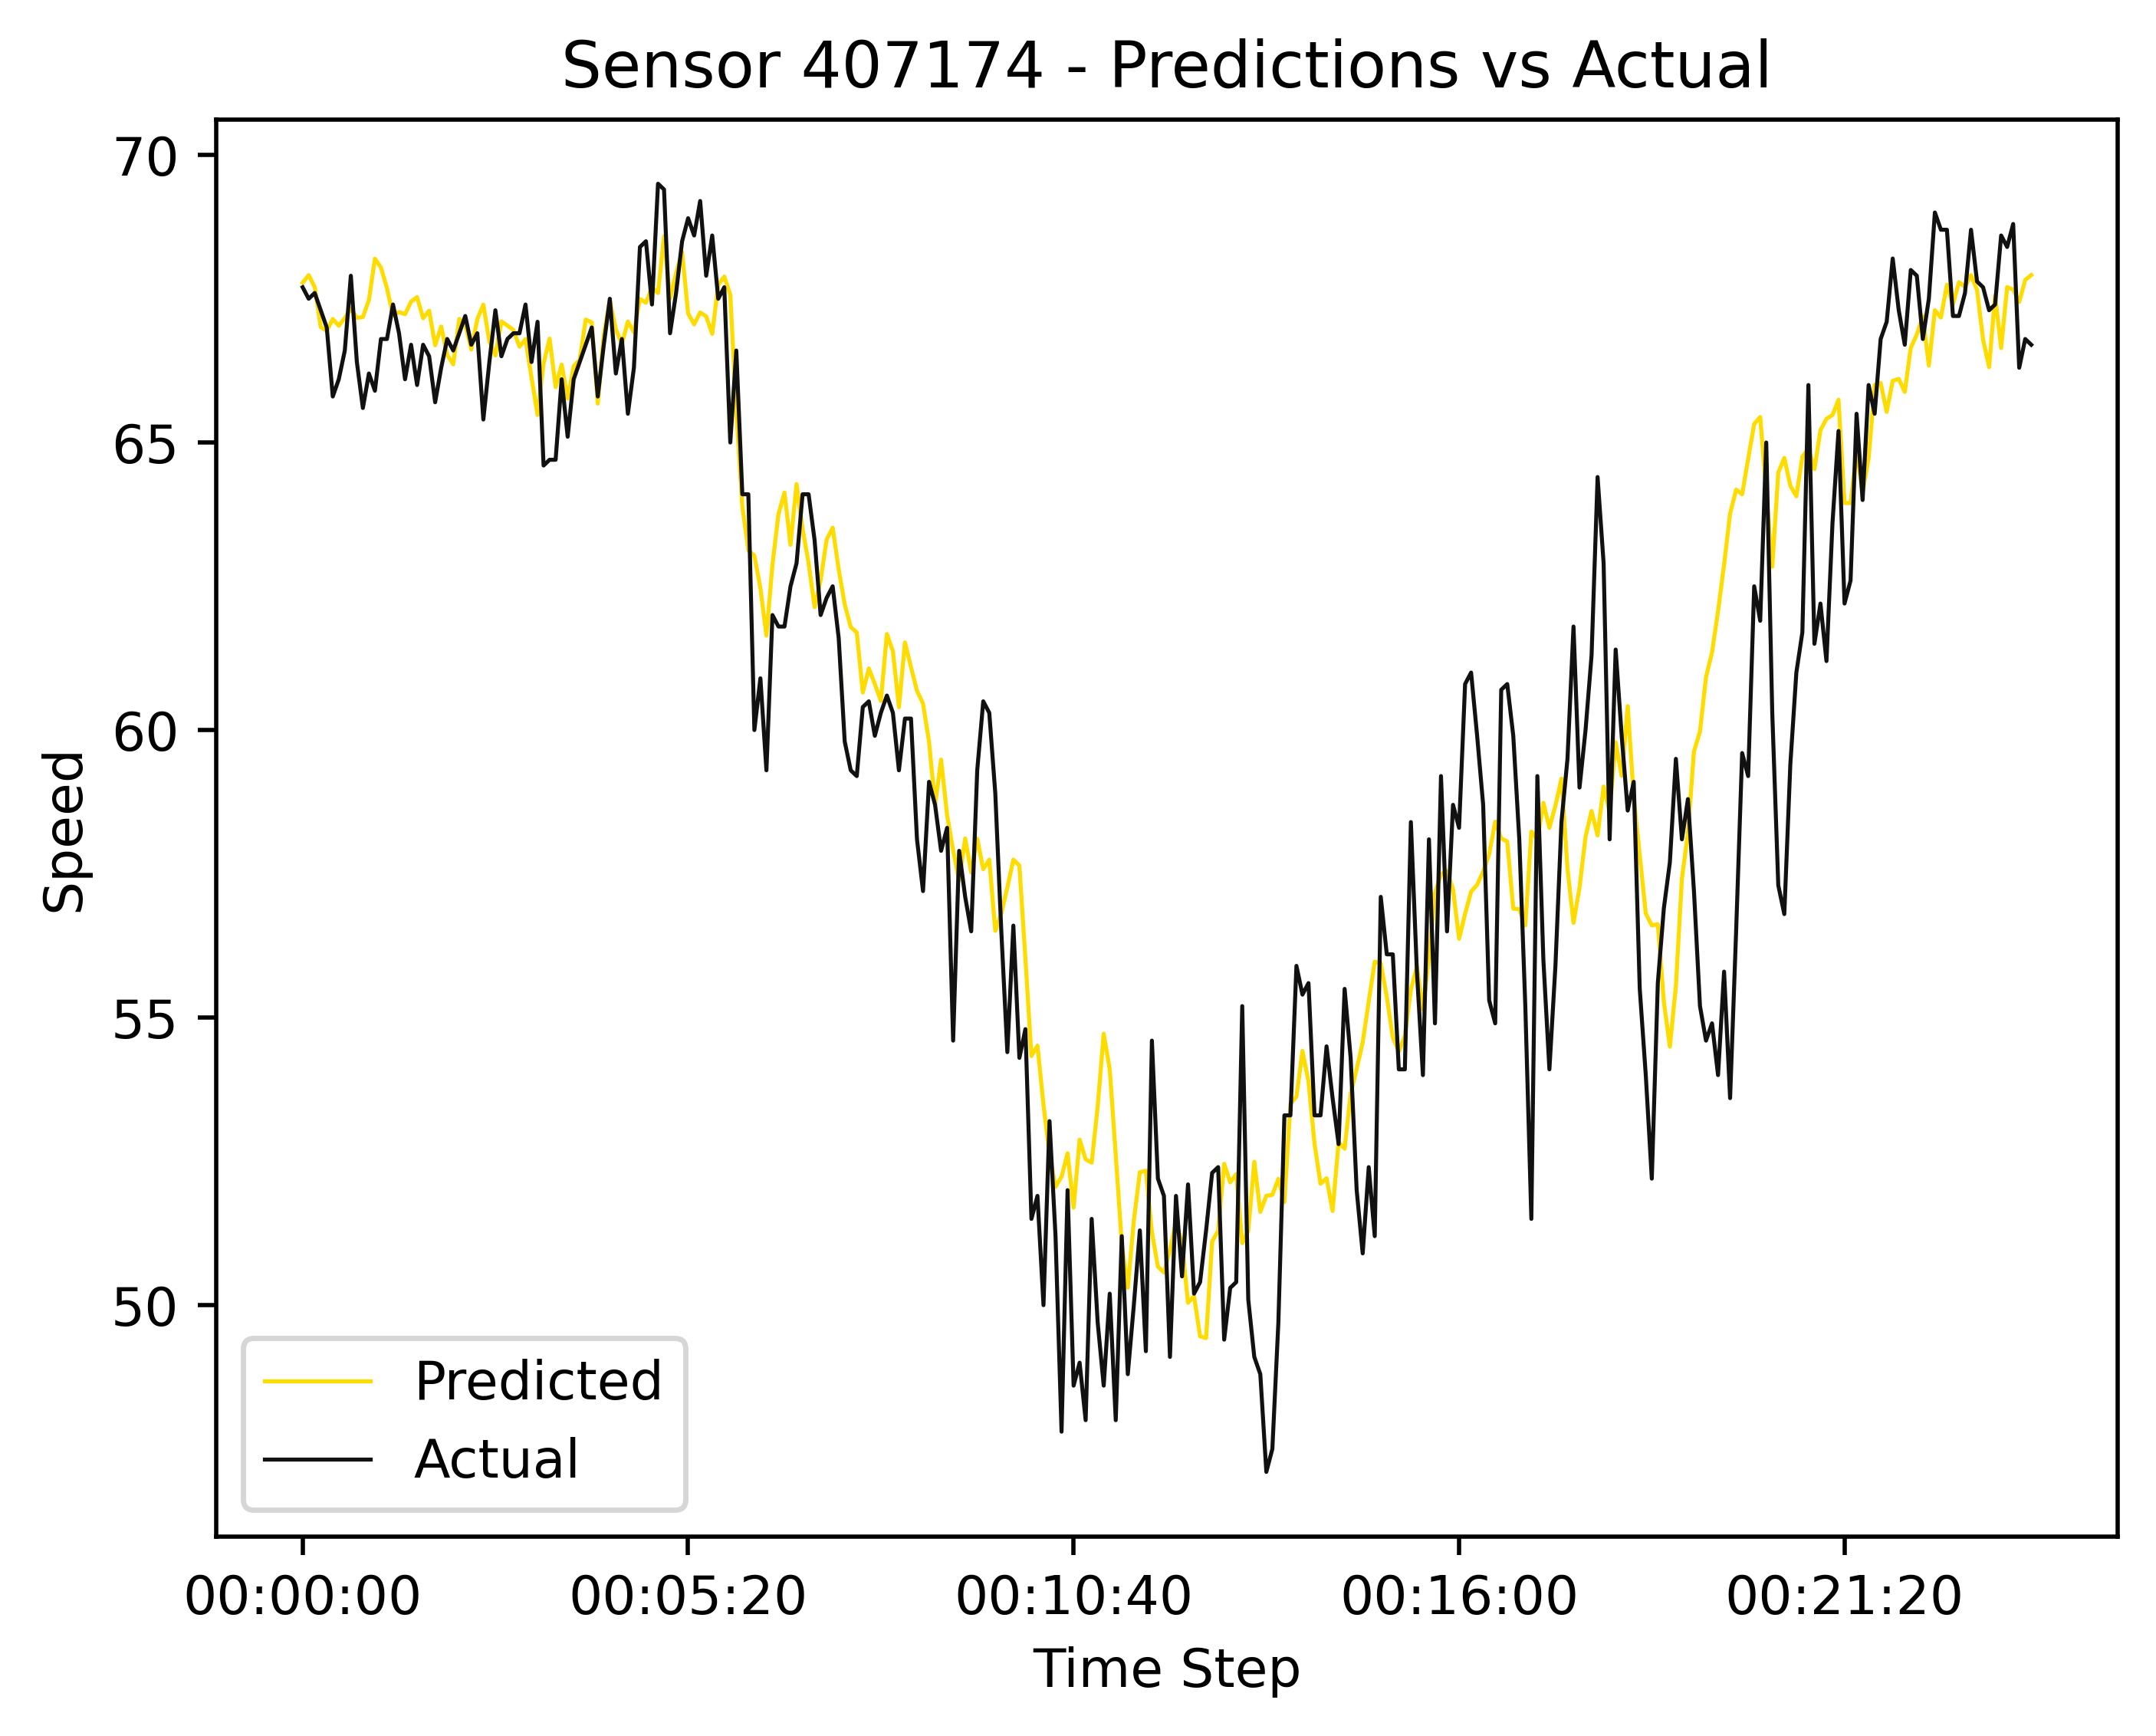 Sensor 407174 - Predictions vs Actual
70
65
60
55
50
Speed
Predicted
Actual
00:00:00 00:05:20 00:10:40 00:16:00 00:21:20
Time Step